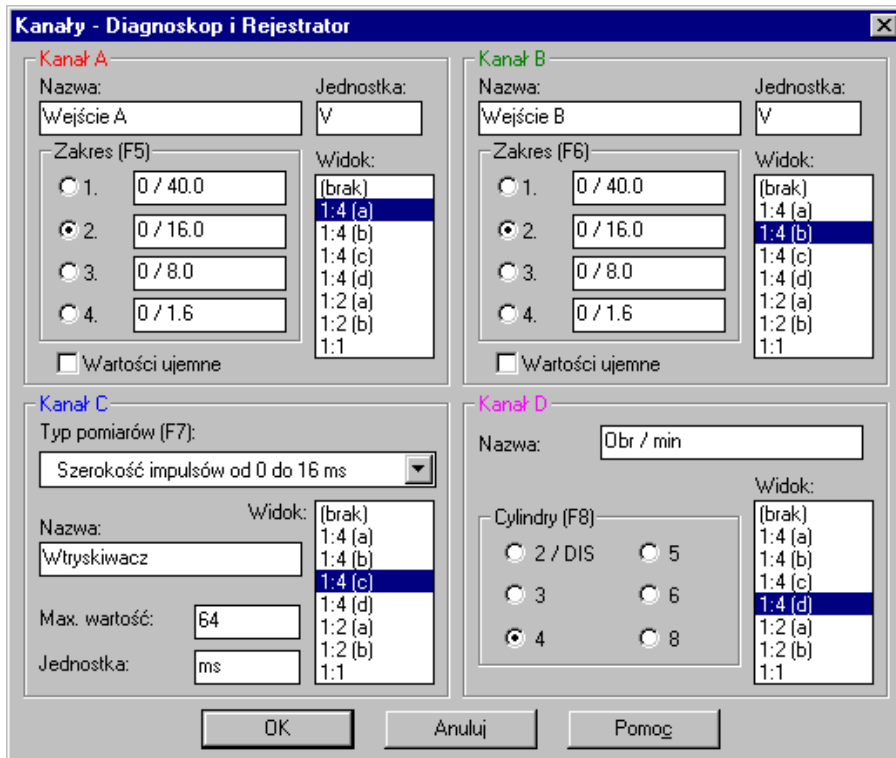 Kanały - Diagnoskop i Rejestrator
Kanał A
Nazwa:
Jednostka:
Wejście A
V
Zakres (F5)
1.
0 / 40.0
2.
0 / 16.0
3.
0 / 8.0
4.
0 / 1.6
Widok:
(brak)
1:4 (a)
1:4 (b)
1:4 (c)
1:4 (d)
1:2 (a)
1:2 (b)
1:1
Wartości ujemne
Kanał B
Nazwa:
Jednostka:
Wejście B
V
Zakres (F6)
1.
0 / 40.0
2.
0 / 16.0
3.
0 / 8.0
4.
0 / 1.6
Widok:
(brak)
1:4 (a)
1:4 (b)
1:4 (c)
1:4 (d)
1:2 (a)
1:2 (b)
1:1
Wartości ujemne
Kanał C
Typ pomiarów (F7):
Szerokość impulsów od 0 do 16 ms
Nazwa:
Wtryskiwacz
Max. wartość:
64
Jednostka:
ms
Widok:
(brak)
1:4 (a)
1:4 (b)
1:4 (c)
1:4 (d)
1:2 (a)
1:2 (b)
1:1
Kanał D
Nazwa:
Obr / min
Cylindry (F8)
2 / DIS
5
3
6
4
8
Widok:
(brak)
1:4 (a)
1:4 (b)
1:4 (c)
1:4 (d)
1:2 (a)
1:2 (b)
1:1
OK
Anuluj
Pomoc